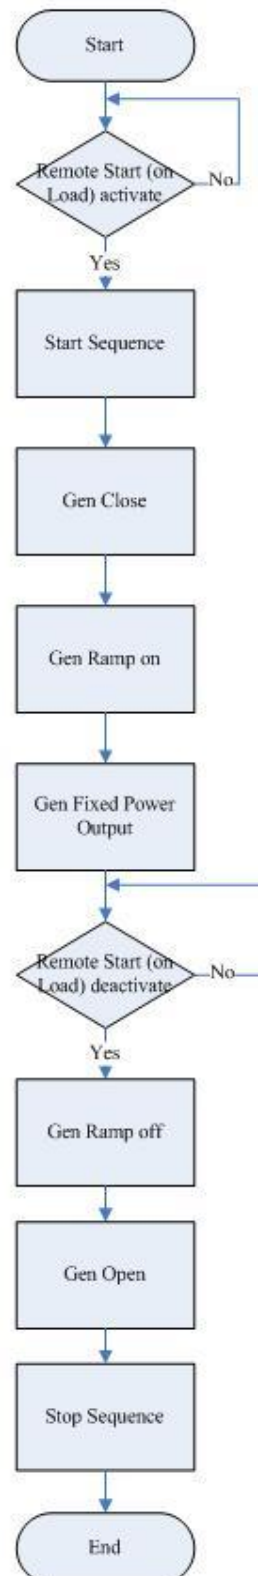 Start
Remote Start (on
Load) activate
No
Yes
Start Sequence
Gen Close
Gen Ramp on
Gen Fixed Power
Output
Remote Start (on
Load) deactivate
No
Yes
Gen Ramp off
Gen Open
Stop Sequence
End